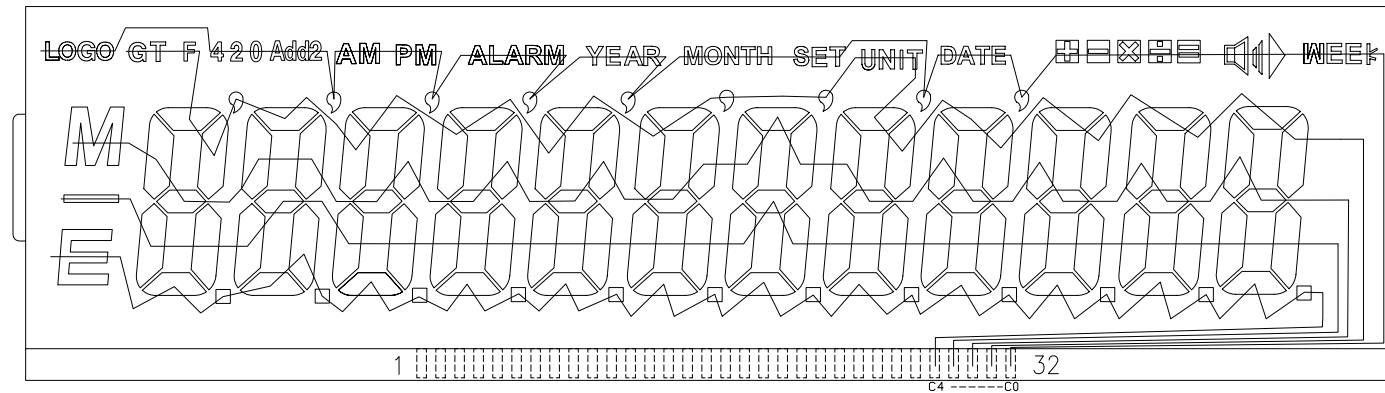 LOGO GT F 4 2 0 Add2 AM PM ALARM YEAR MONTH SET UNIT DATE + − × ÷ = WEEK
M
E
1 32
C4 ------C0